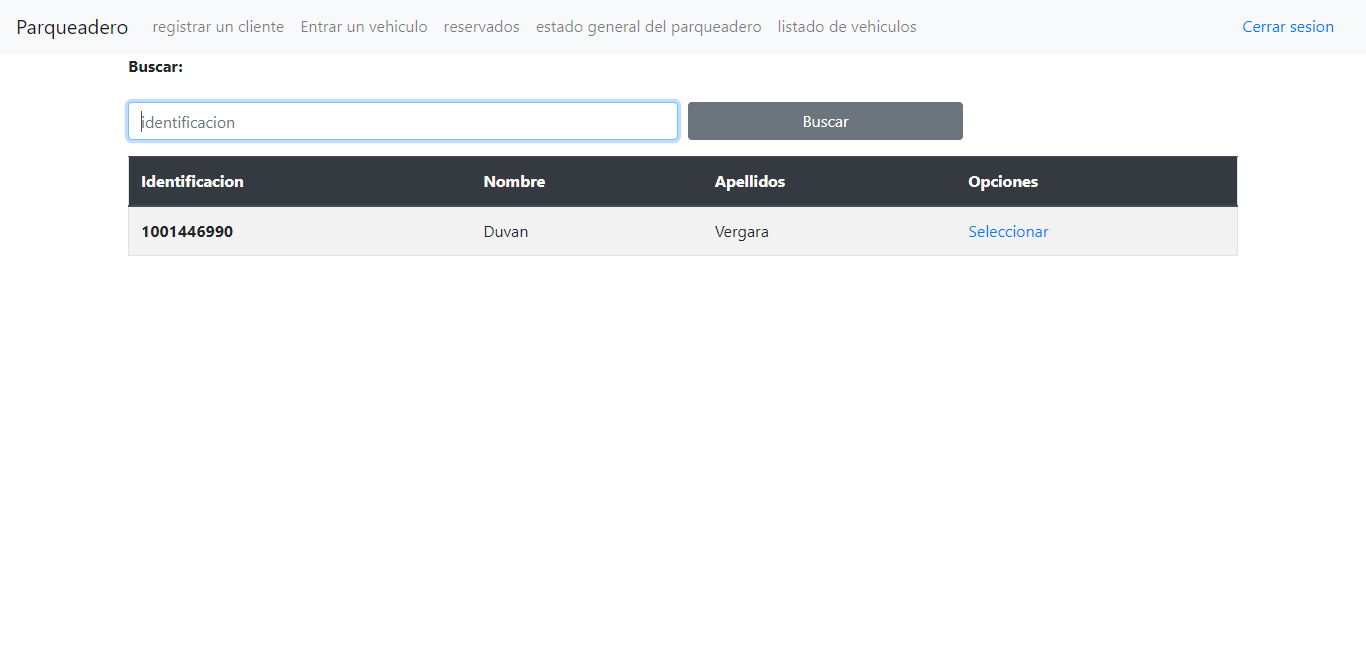 Parqueadero registrar un cliente Entrar un vehiculo reservados estado general del parqueadero listado de vehiculos Cerrar sesion
Buscar:
identificacion Buscar
Identificacion Nombre Apellidos Opciones
1001446990 Duvan Vergara Seleccionar